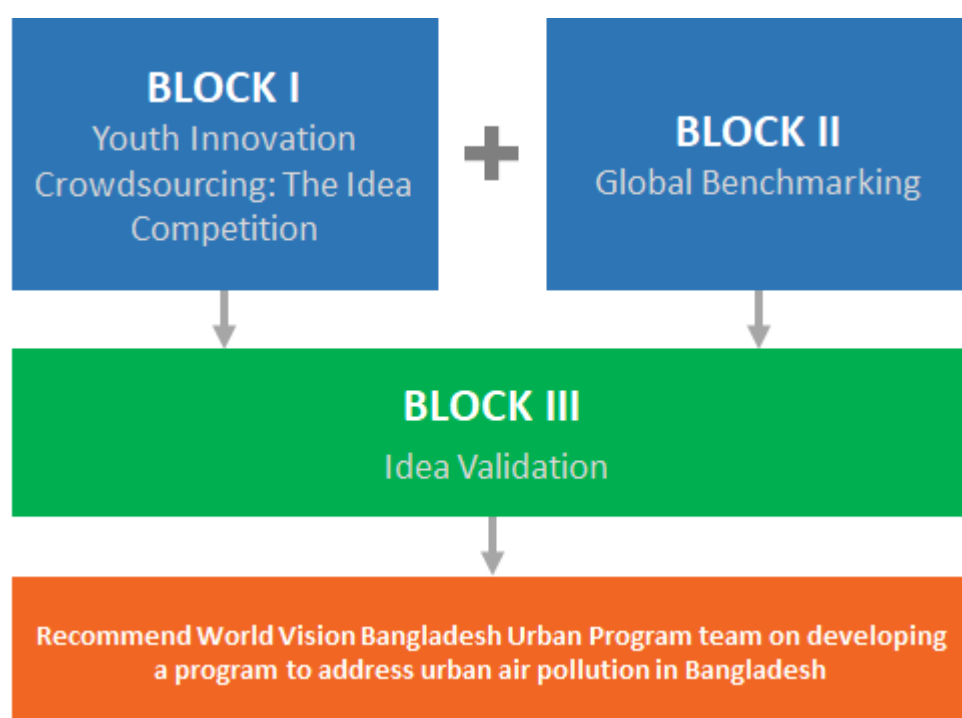 BLOCK I
Youth Innovation
Crowdsourcing: The Idea
Competition
+
BLOCK II
Global Benchmarking
BLOCK III
Idea Validation
Recommend World Vision Bangladesh Urban Program team on developing
a program to address urban air pollution in Bangladesh